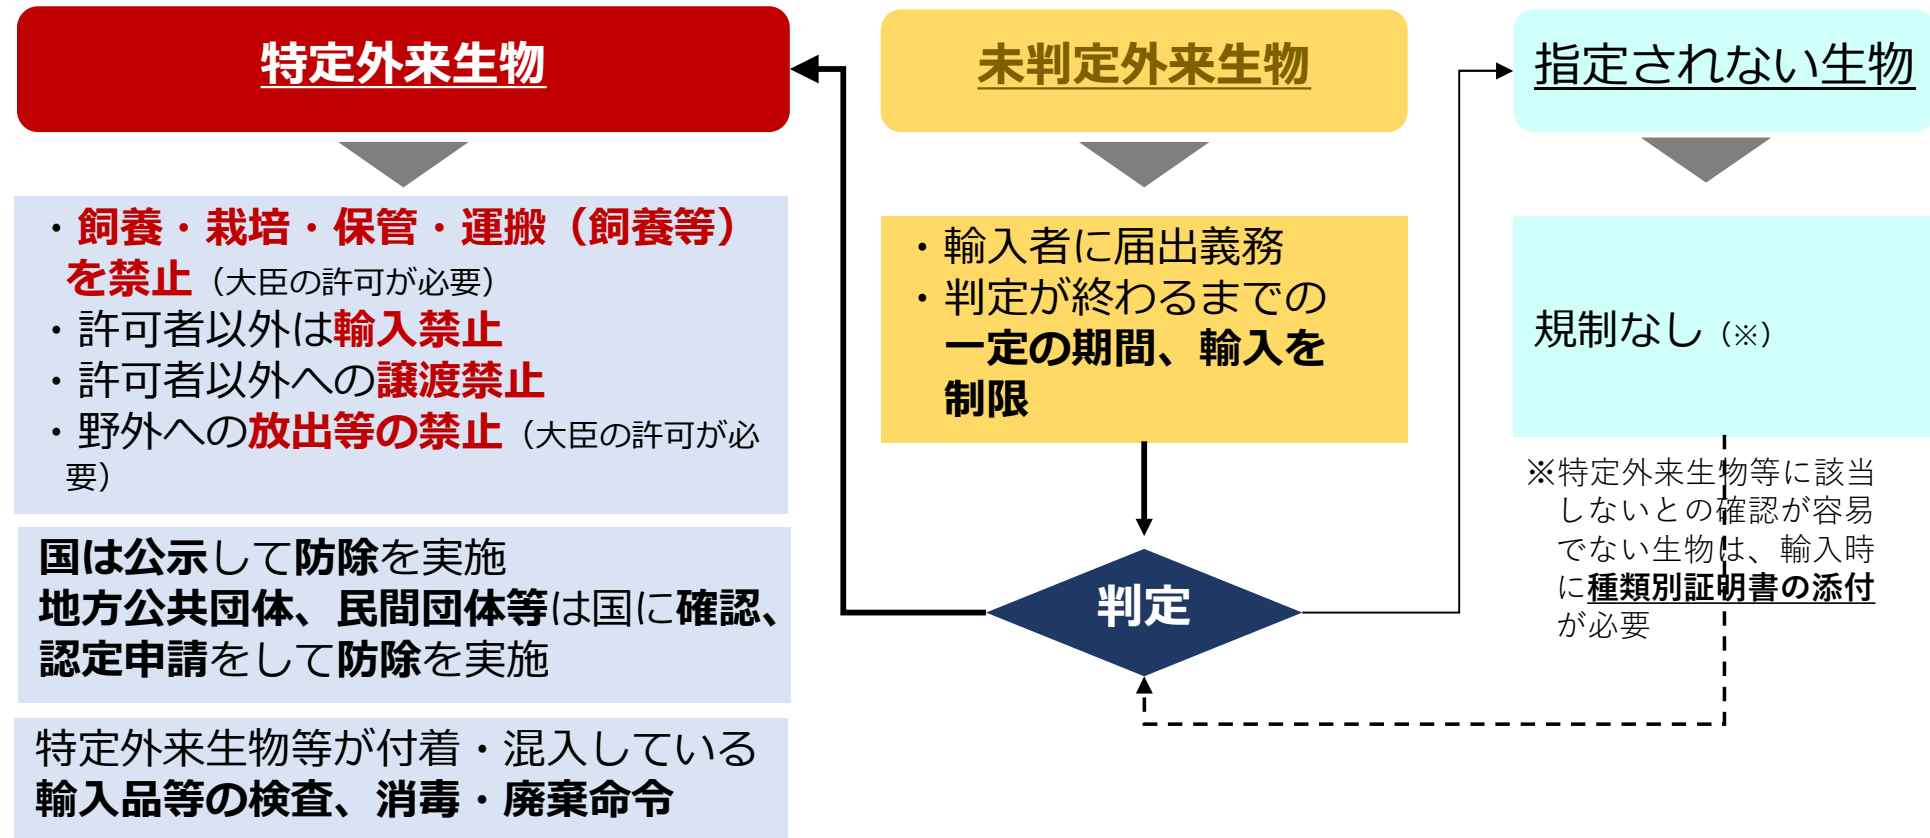 特定外来生物
・飼養・栽培・保管・運搬（飼養等）
を禁止（大臣の許可が必要）
・許可者以外は輸入禁止
・許可者以外への譲渡禁止
・野外への放出等の禁止（大臣の許可が必
要）
国は公示して防除を実施
地方公共団体、民間団体等は国に確認、
認定申請をして防除を実施
特定外来生物等が付着・混入している
輸入品等の検査、消毒・廃棄命令
未判定外来生物
・輸入者に届出義務
・判定が終わるまでの
一定の期間、輸入を
制限
判定
指定されない生物
規制なし（※）
※特定外来生物等に該当
しないとの確認が容易
でない生物は、輸入時
に種類別証明書の添付
が必要